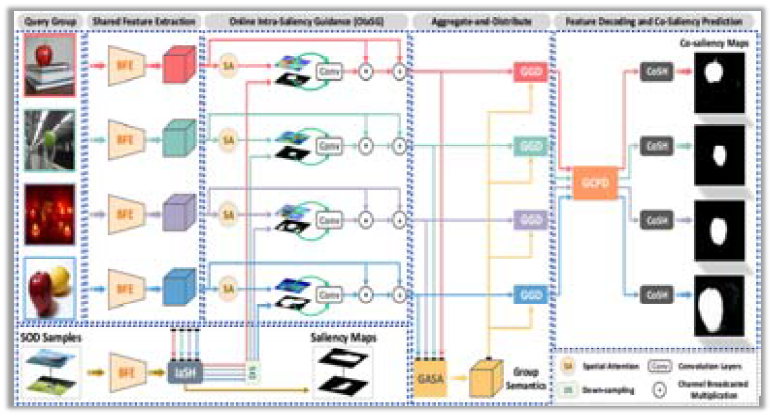 Query Group
Shared Feature Extraction
Online Intra-Saliency Guidance (OIaSG)
Aggregate-and-Distribute
Feature Decoding and Co-Saliency Prediction
Co-saliency Maps
BFE
SA
Conv
×
+
GGD
CoSH
BFE
SA
Conv
×
+
GGD
CoSH
GCPD
BFE
SA
Conv
×
+
GGD
CoSH
BFE
SA
Conv
×
+
GGD
CoSH
SOD Samples
BFE
IaSH
DS
Saliency Maps
GASA
Group
Semantics
SA Spatial Attention
Conv Convolution Layers
DS Down-sampling
Channel Broadcasted
Multiplication